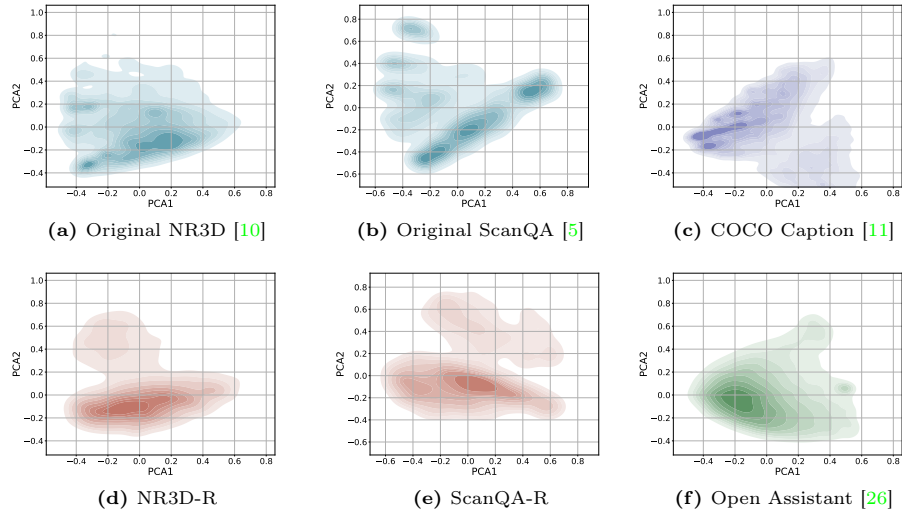 1.0
0.8
0.6
0.4
0.2
0.0
−0.2
−0.4
PCA2
−0.4 −0.2 0.0 0.2 0.4 0.6 0.8
PCA1
(a) Original NR3D [10]
0.8
0.6
0.4
0.2
0.0
−0.2
−0.4
−0.6
PCA2
−0.6 −0.4 −0.2 0.0 0.2 0.4 0.6 0.8
PCA1
(b) Original ScanQA [5]
1.0
0.8
0.6
0.4
0.2
0.0
−0.2
−0.4
PCA2
−0.4 −0.2 0.0 0.2 0.4 0.6 0.8
PCA1
(c) COCO Caption [11]
1.0
0.8
0.6
0.4
0.2
0.0
−0.2
−0.4
PCA2
−0.4 −0.2 0.0 0.2 0.4 0.6 0.8
PCA1
(d) NR3D-R
0.8
0.6
0.4
0.2
0.0
−0.2
−0.4
−0.6
PCA2
−0.6 −0.4 −0.2 0.0 0.2 0.4 0.6 0.8
PCA1
(e) ScanQA-R
1.0
0.8
0.6
0.4
0.2
0.0
−0.2
−0.4
PCA2
−0.4 −0.2 0.0 0.2 0.4 0.6 0.8
PCA1
(f) Open Assistant [26]